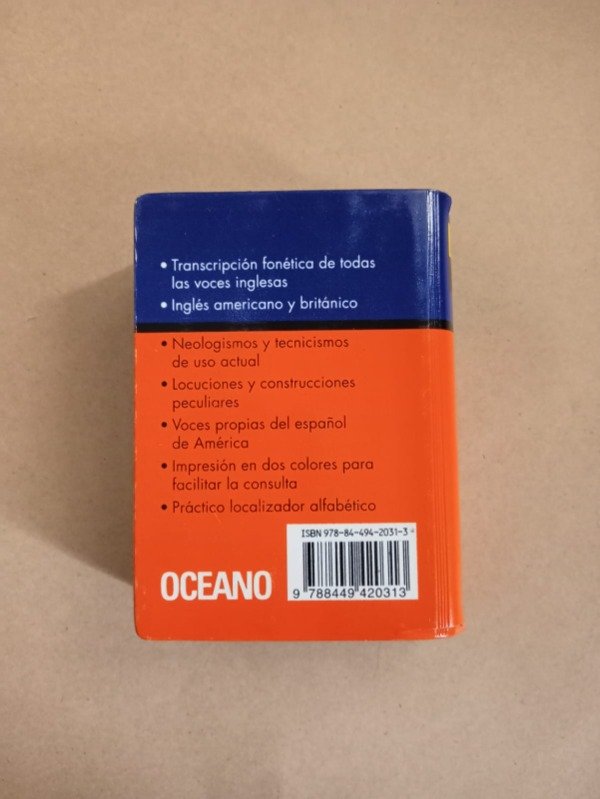 • Transcripción fonética de todas
las voces inglesas
• Inglés americano y británico
• Neologismos y tecnicismos
de uso actual
• Locuciones y construcciones
peculiares
• Voces propias del español
de América
• Impresión en dos colores para
facilitar la consulta
• Práctico localizador alfabético
ISBN 978-84-494-2031-3
OCEANO
9 788449 420313